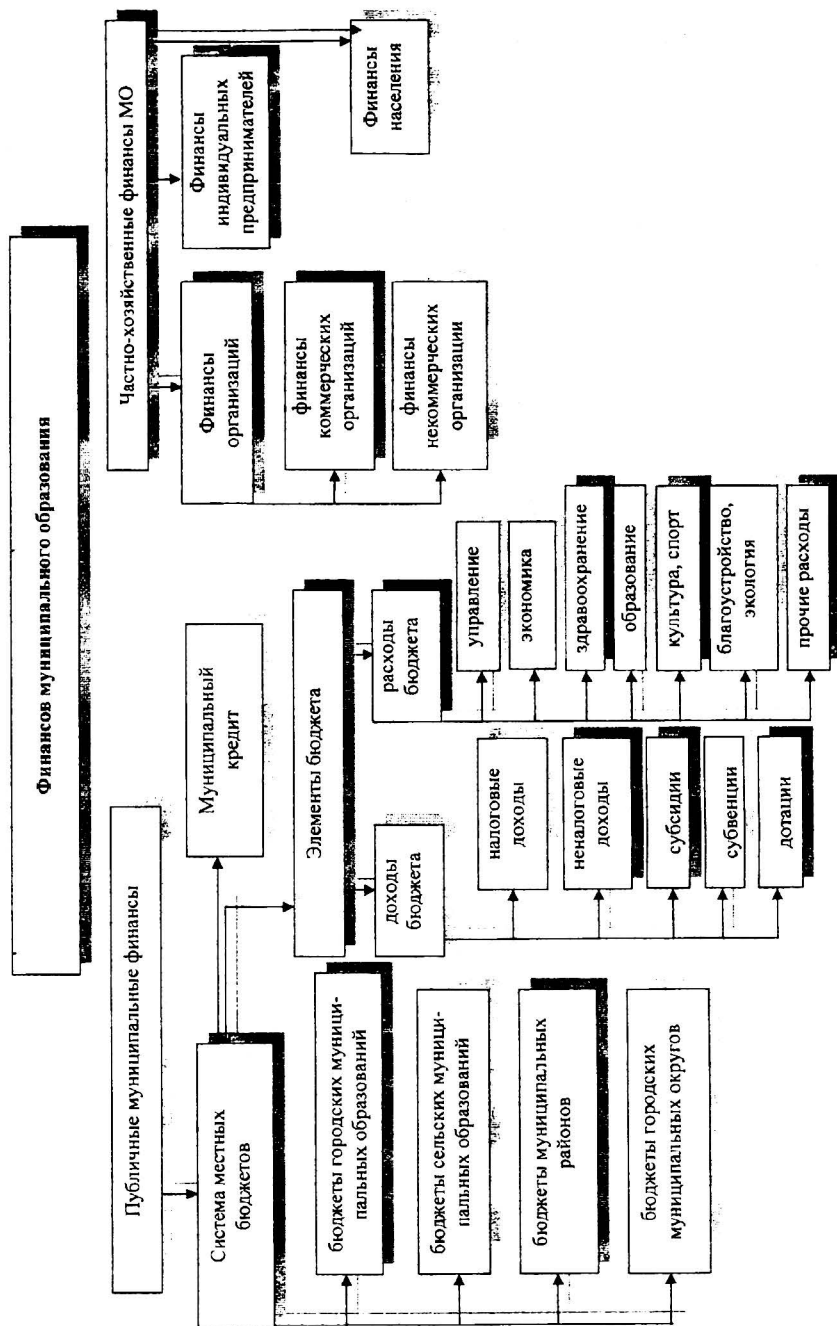 Финансов муниципального образования
Публичные муниципальные финансы
Частно-хозяйственные финансы МО
Система местных
бюджетов
Муниципальный
кредит
Финансы
организаций
Финансы
индивидуальных
предпринимателей
Финансы
населения
финансы
коммерческих
организаций
финансы
некоммерческих
организации
Элементы бюджета
доходы
бюджета
расходы
бюджета
бюджеты городских муници-
пальных образований
бюджеты сельских муници-
пальных образований
бюджеты муниципальных
районов
бюджеты городских
муниципальных округов
налоговые
доходы
неналоговые
доходы
субсидии
субвенции
дотации
управление
экономика
здравоохранение
образование
культура, спорт
благоустройство,
экология
прочие расходы